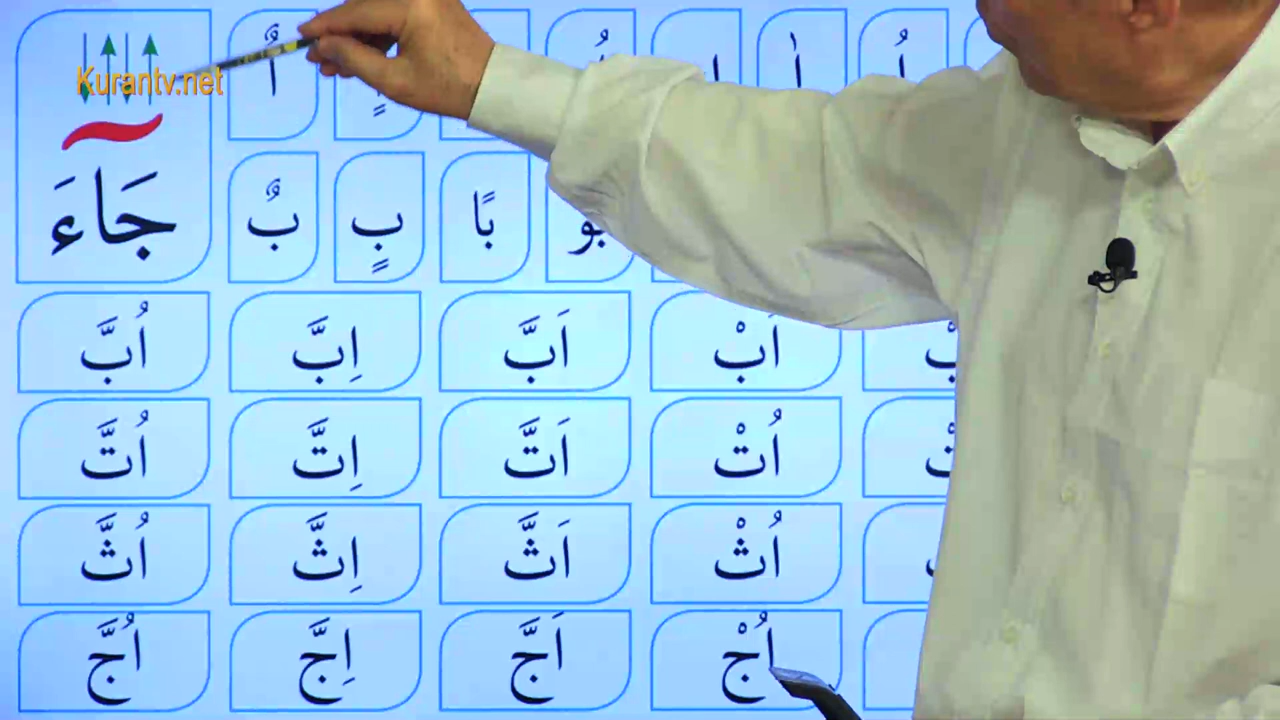 Kurantv.net
اُ اٰ اٌ
بُو بًا بٍ بٌ جَاءَ
اَبْ اَبَّ اِبَّ اُبَّ
اُتْ اَتَّ اِتَّ اُتَّ
اُثْ اَثَّ اِثَّ اُثَّ
اُجْ اَجَّ اِجَّ اُجَّ